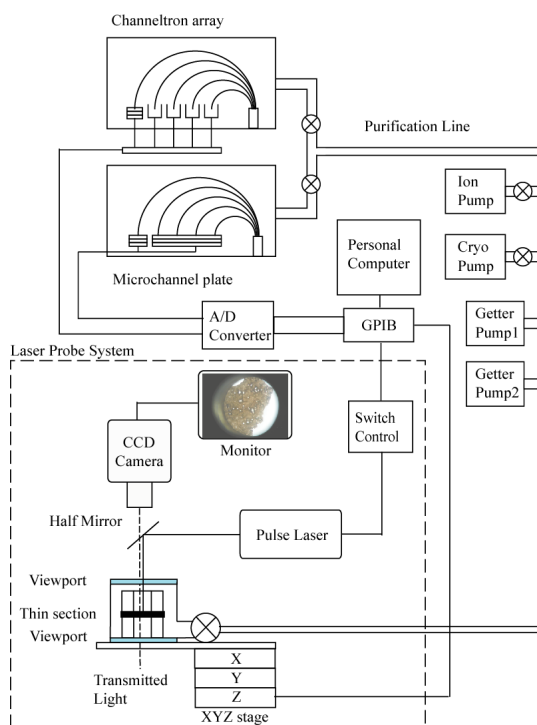 Channeltron array
Purification Line
Ion
Pump
Personal
Computer
Cryo
Pump
Microchannel plate
A/D
Converter
GPIB
Getter
Pump1
Laser Probe System
Getter
Pump2
Switch
Control
CCD
Camera
Monitor
Half Mirror
Pulse Laser
Viewport
Thin section
Viewport
X
Transmitted
Light
Y
Z
XYZ stage